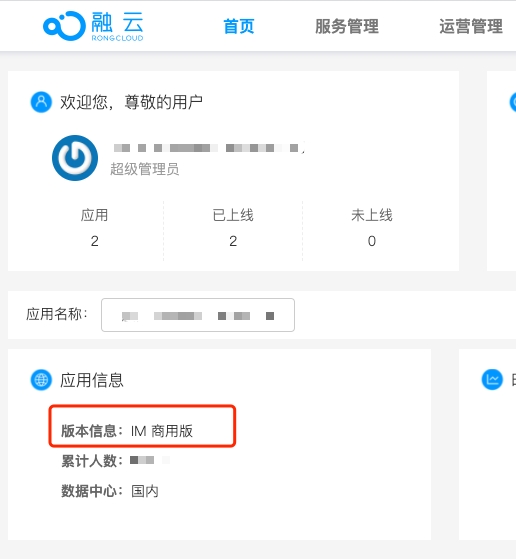 融云
RONGCLOUD
首页 服务管理 运营管理
欢迎您，尊敬的用户
超级管理员
应用 已上线 未上线
2 2 0
应用名称：
应用信息
版本信息：IM 商用版
累计人数：
数据中心：国内